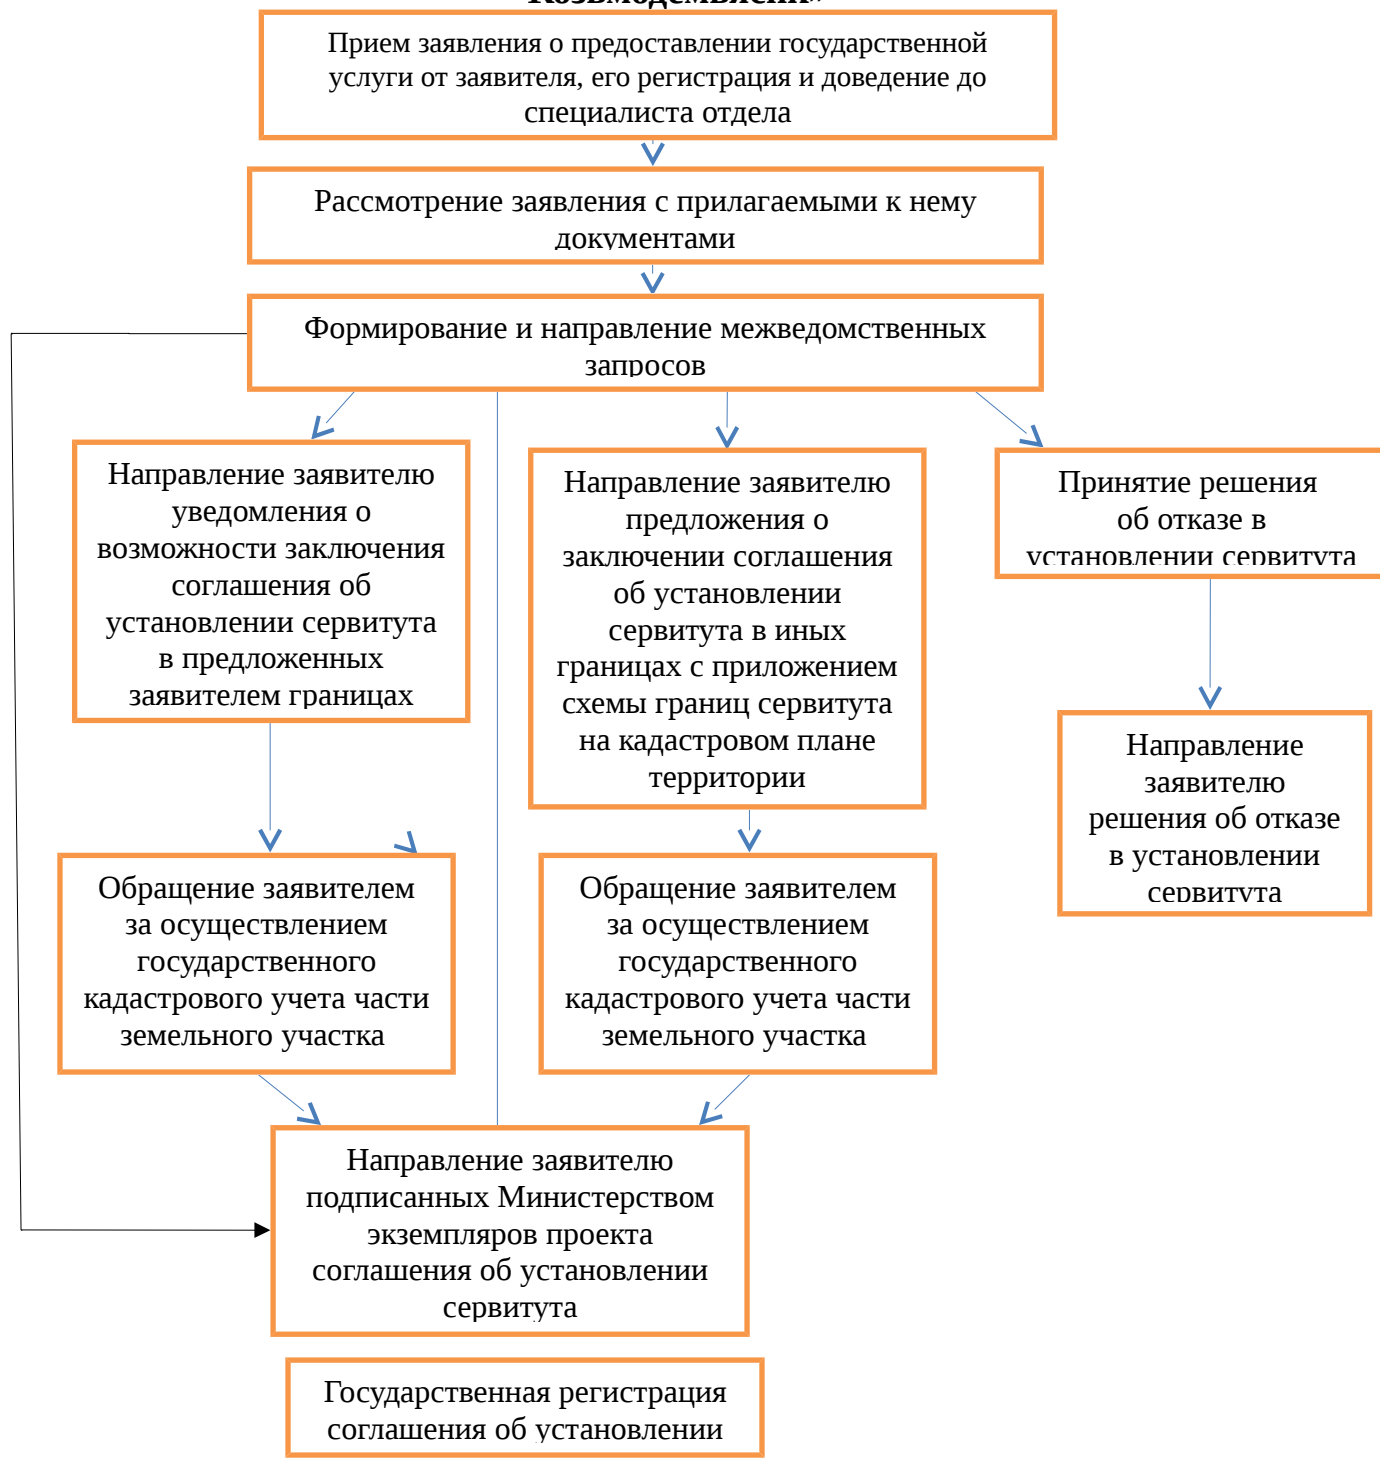 Прием заявления о предоставлении государственной
услуги от заявителя, его регистрация и доведение до
специалиста отдела
Рассмотрение заявления с прилагаемыми к нему
документами
Формирование и направление межведомственных
запросов
Направление заявителю
уведомления о
возможности заключения
соглашения об
установлении сервитута
в предложенных
заявителем границах
Направление заявителю
предложения о
заключении соглашения
об установлении
сервитута в иных
границах с приложением
схемы границ сервитута
на кадастровом плане
территории
Принятие решения
об отказе в
установлении сервитута
Направление
заявителю
решения об отказе
в установлении
сервитута
Обращение заявителем
за осуществлением
государственного
кадастрового учета части
земельного участка
Обращение заявителем
за осуществлением
государственного
кадастрового учета части
земельного участка
Направление заявителю
подписанных Министерством
экземпляров проекта
соглашения об установлении
сервитута
Государственная регистрация
соглашения об установлении